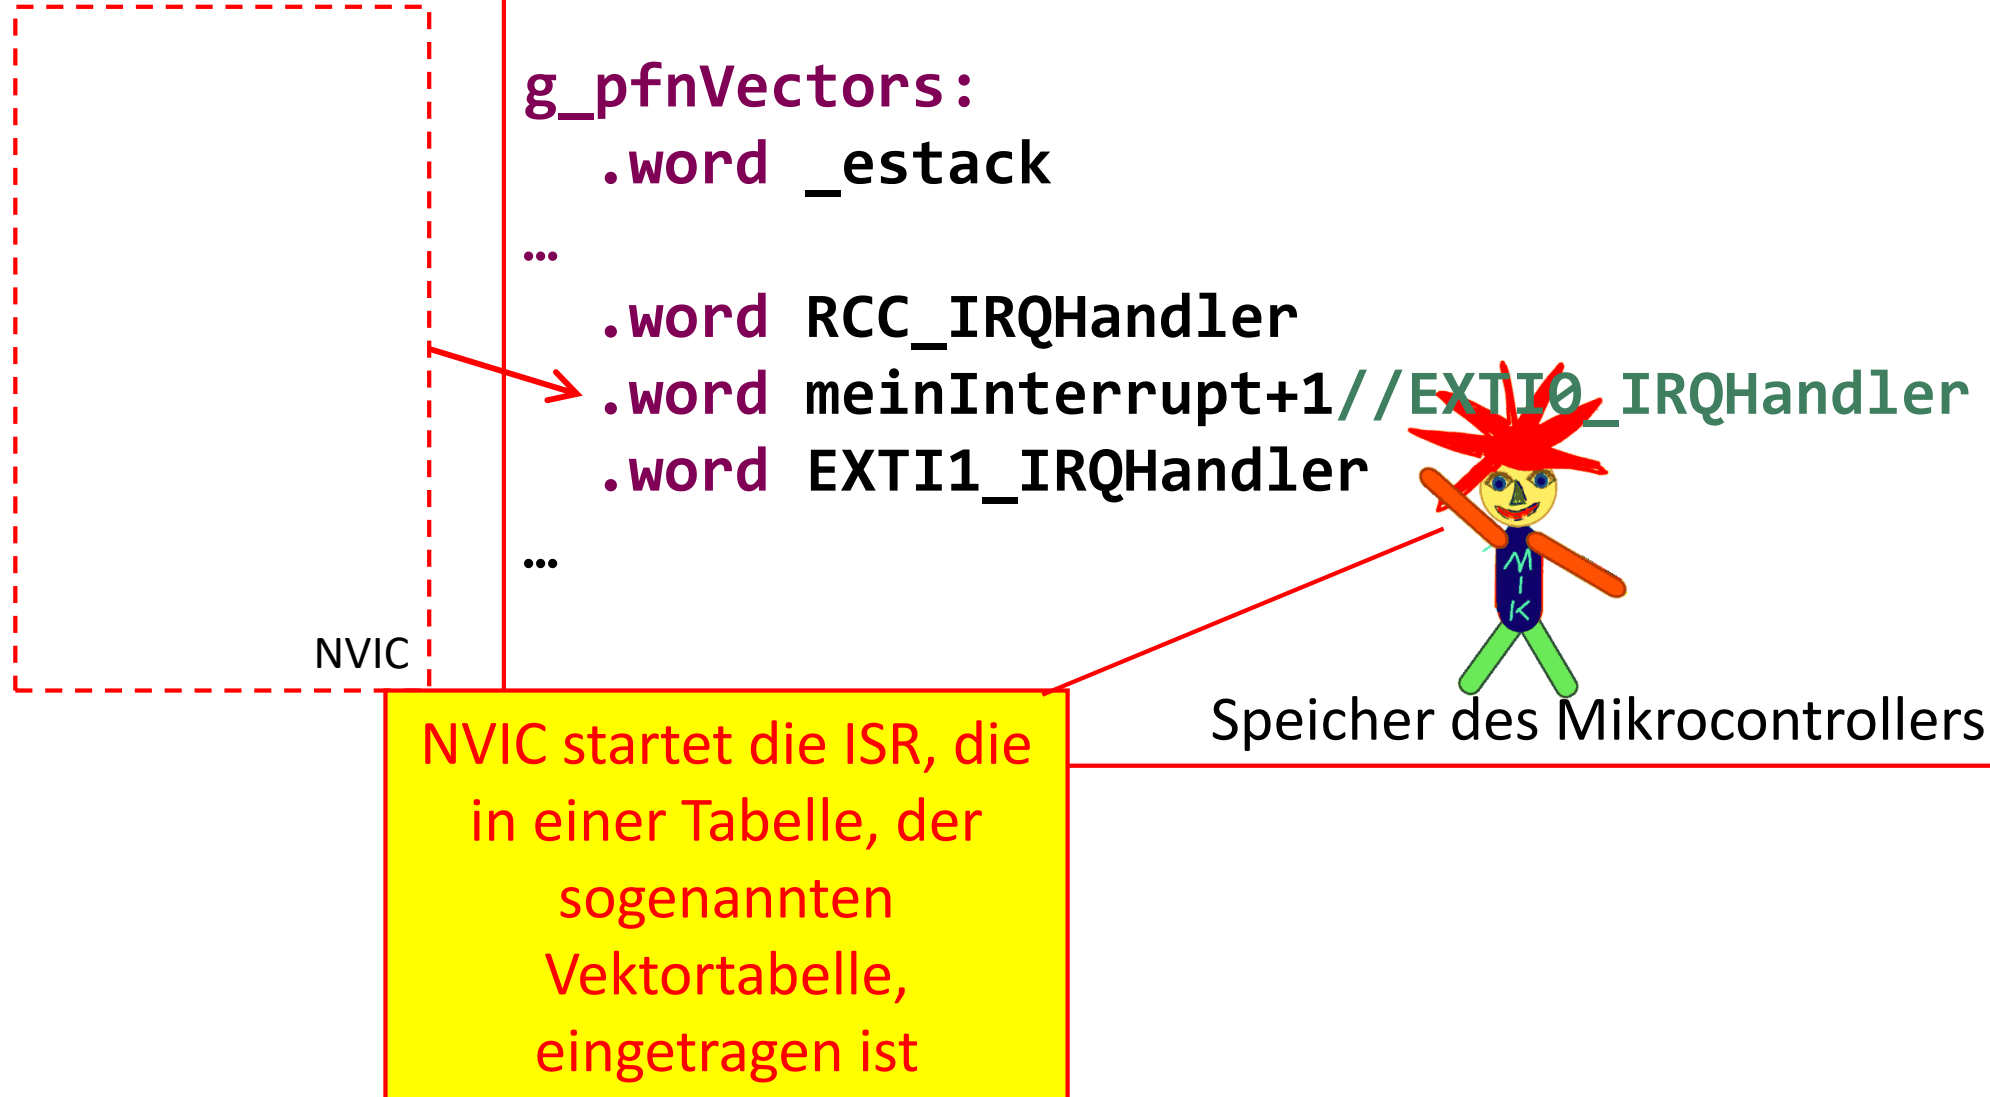 g_pfnVectors:
.word _estack
…
.word RCC_IRQHandler
.word meinInterrupt+1//EXTI0_IRQHandler
.word EXTI1_IRQHandler
…
MIK
NVIC
Speicher des Mikrocontrollers
NVIC startet die ISR, die
in einer Tabelle, der
sogenannten
Vektortabelle,
eingetragen ist